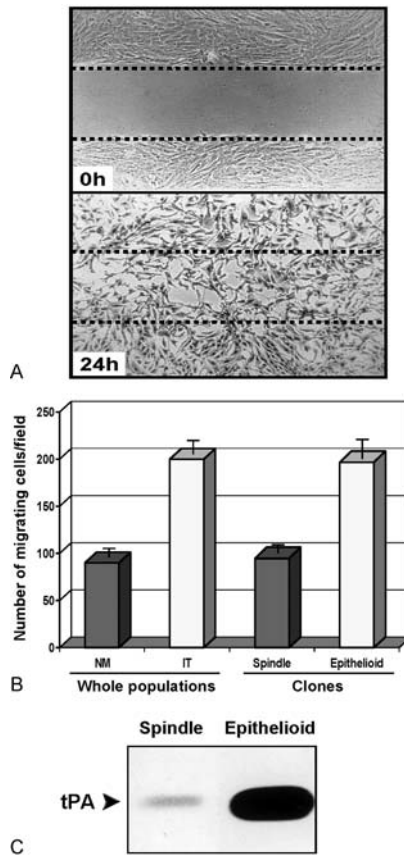 0h
24h
A
250
200
150
100
50
0
Number of migrating cells/field
NM IT Spindle Epithelioid
Whole populations Clones
B
Spindle Epithelioid
tPA
C